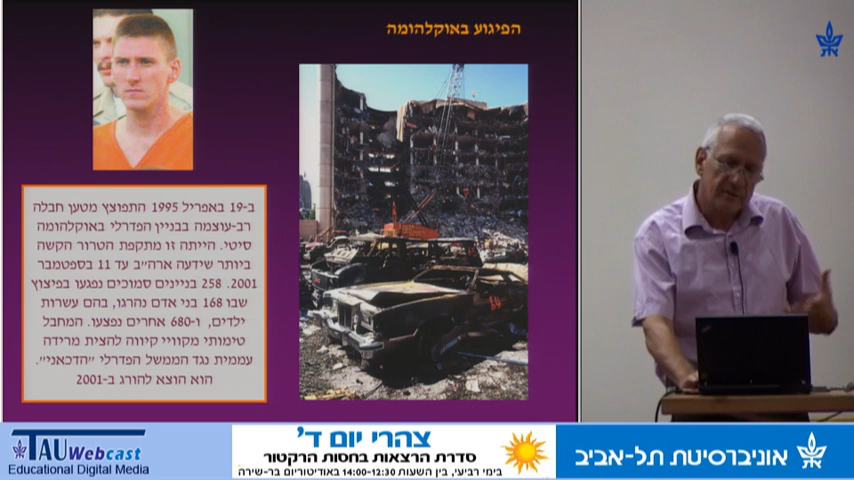 הפיגוע באוקלהומה
ב-19 באפריל 1995 התפוצץ מטען חבלה
רב-עוצמה בבניין הפדרלי באוקלהומה
סיטי. הייתה זו מתקפת הטרור הקשה
ביותר שידעה ארה״ב עד 11 בספטמבר
2001. 258 בניינים סמוכים נפגעו בפיצוץ
שבו 168 בני אדם נהרגו, בהם עשרות
ילדים, ו-680 אחרים נפצעו. המחבל
טימותי מקוויי קיווה להצית מרידה
עממית נגד הממשל הפדרלי ״הדכאני״.
הוא הוצא להורג ב-2001
TAU Webcast
Educational Digital Media
צהרי יום ד'
סדרת הרצאות בחסות הרקטור
בימי רביעי, בין השעות 14:00-12:30 באודיטוריום בר-שירה
אוניברסיטת תל-אביב